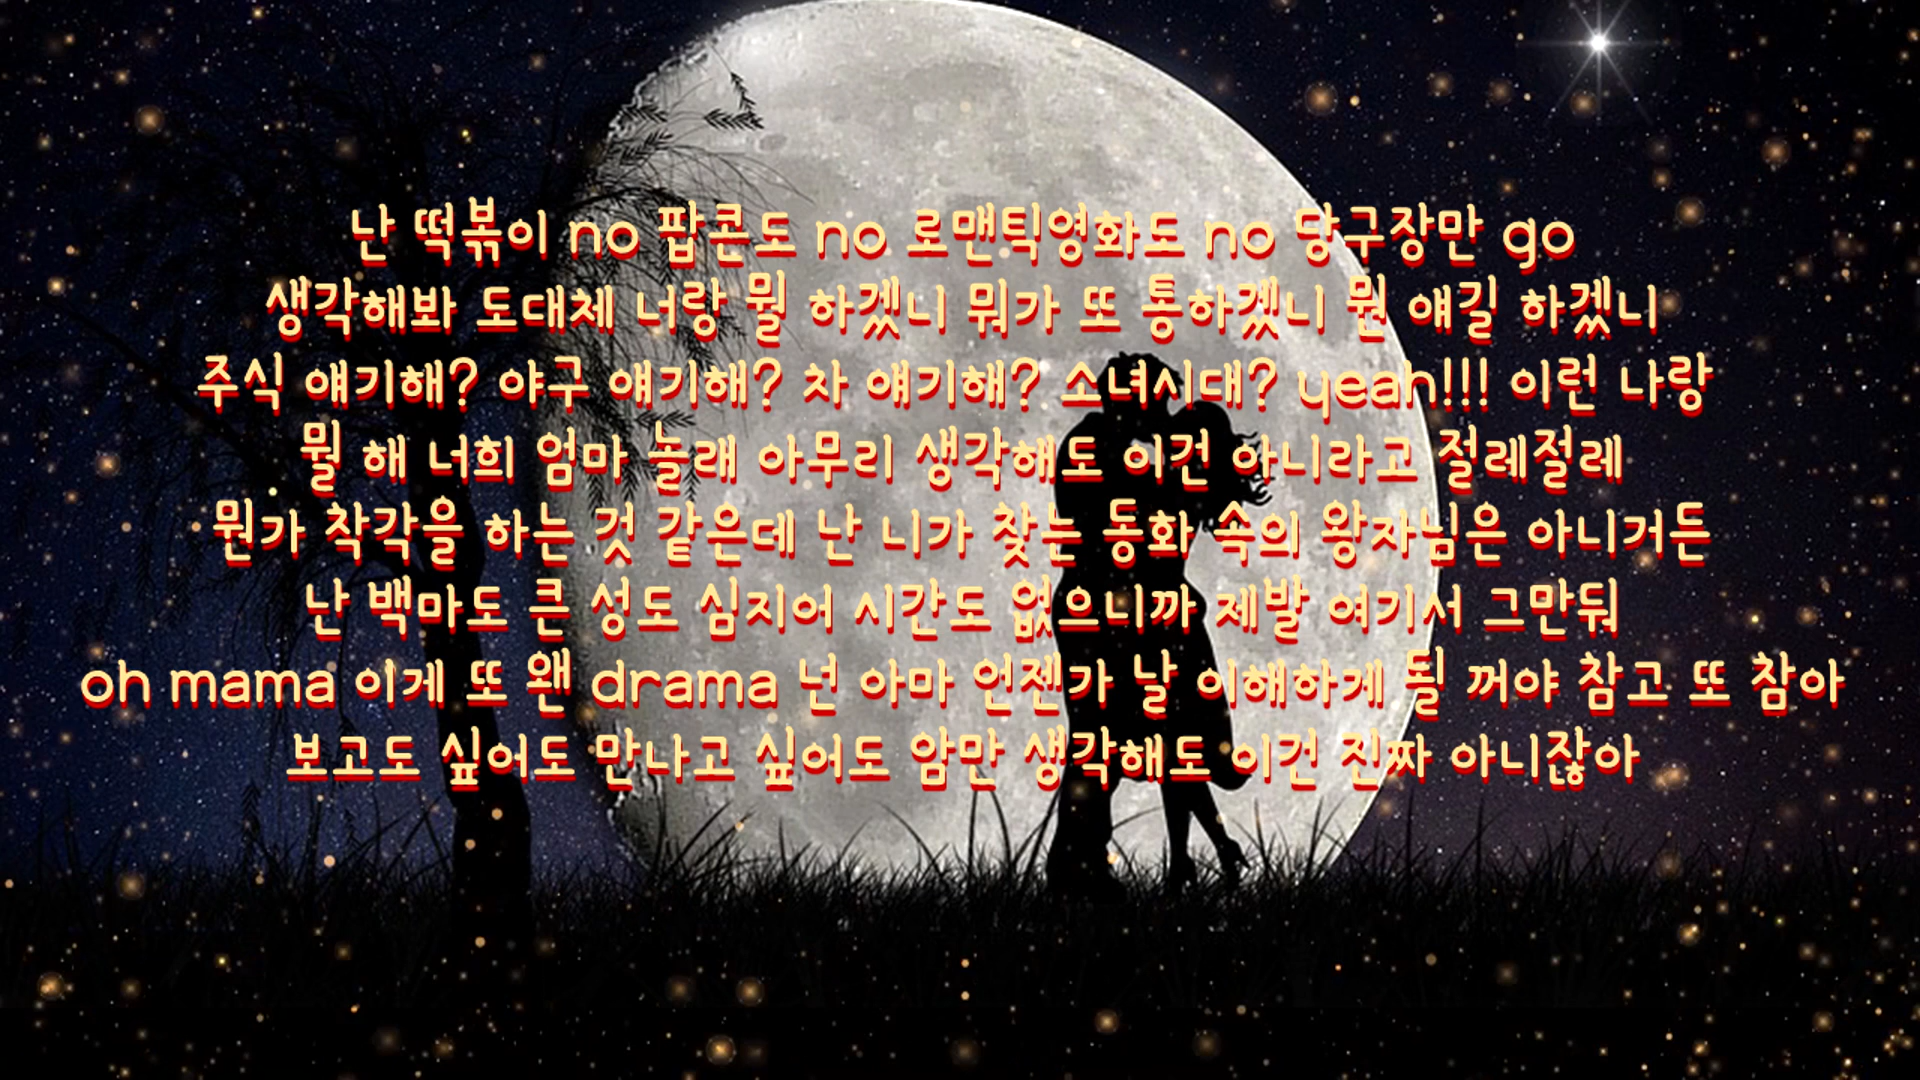 난 떡볶이 no 팝콘도 no 로맨틱영화도 no 당구장만 go
생각해봐 도대체 너랑 뭘 하겠니 뭐가 또 통하겠니 뭔 얘길 하겠니
주식 얘기해? 야구 얘기해? 차 얘기해? 소녀시대? yeah!!! 이런 나랑
뭘 해 너희 엄마 놀래 아무리 생각해도 이건 아니라고 절레절레
뭔가 착각을 하는 것 같은데 난 니가 찾는 동화 속의 왕자님은 아니거든
난 백마도 큰 성도 심지어 시간도 없으니까 제발 여기서 그만둬
oh mama 이게 또 왠 drama 넌 아마 언젠가 날 이해하게 될 꺼야 참고 또 참아
보고도 싶어도 만나고 싶어도 암만 생각해도 이건 진짜 아니잖아